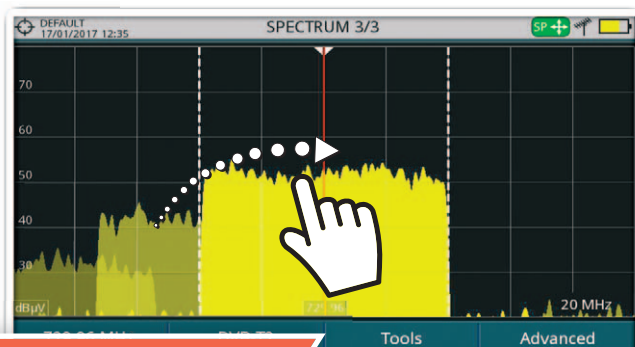 DEFAULT
17/01/2017 12:35
SPECTRUM 3/3
SP
70
60
50
40
30
dBµV
20 MHz
Tools
Advanced